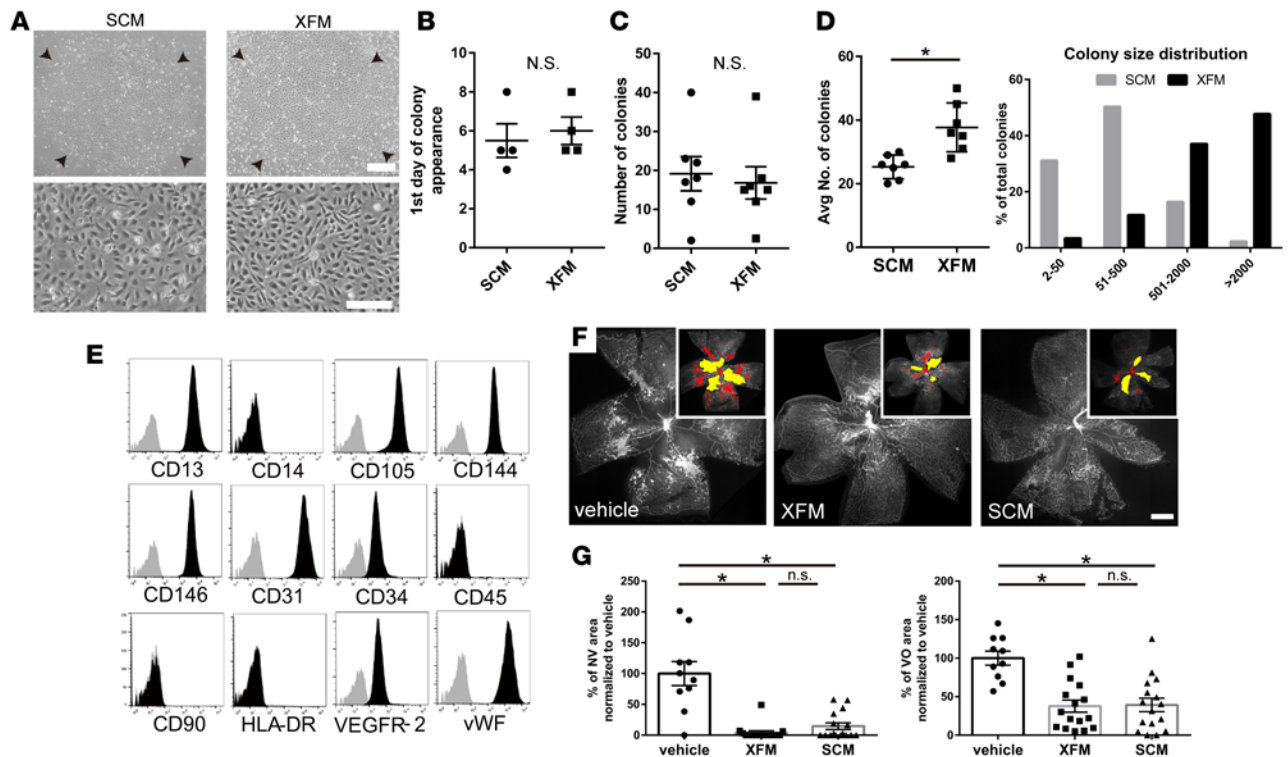 A
SCM
XFM
B
1st day of colony
appearance
10
8
6
4
2
0
N.S.
SCM
XFM
C
Number of colonies
50
40
30
20
10
0
N.S.
SCM
XFM
D
Avg No. of colonies
60
40
20
0
*
SCM
XFM
Colony size distribution
SCM
XFM
% of total colonies
60
40
20
0
2-50
51-500
501-2000
>2000
E
CD13
CD14
CD105
CD144
CD146
CD31
CD34
CD45
CD90
HLA-DR
VEGFR-2
vWF
F
vehicle
XFM
SCM
G
% of NV area
normalized to vehicle
250
200
150
100
50
0
*
*
n.s.
vehicle
XFM
SCM
% of VO area
normalized to vehicle
200
150
100
50
0
*
*
n.s.
vehicle
XFM
SCM